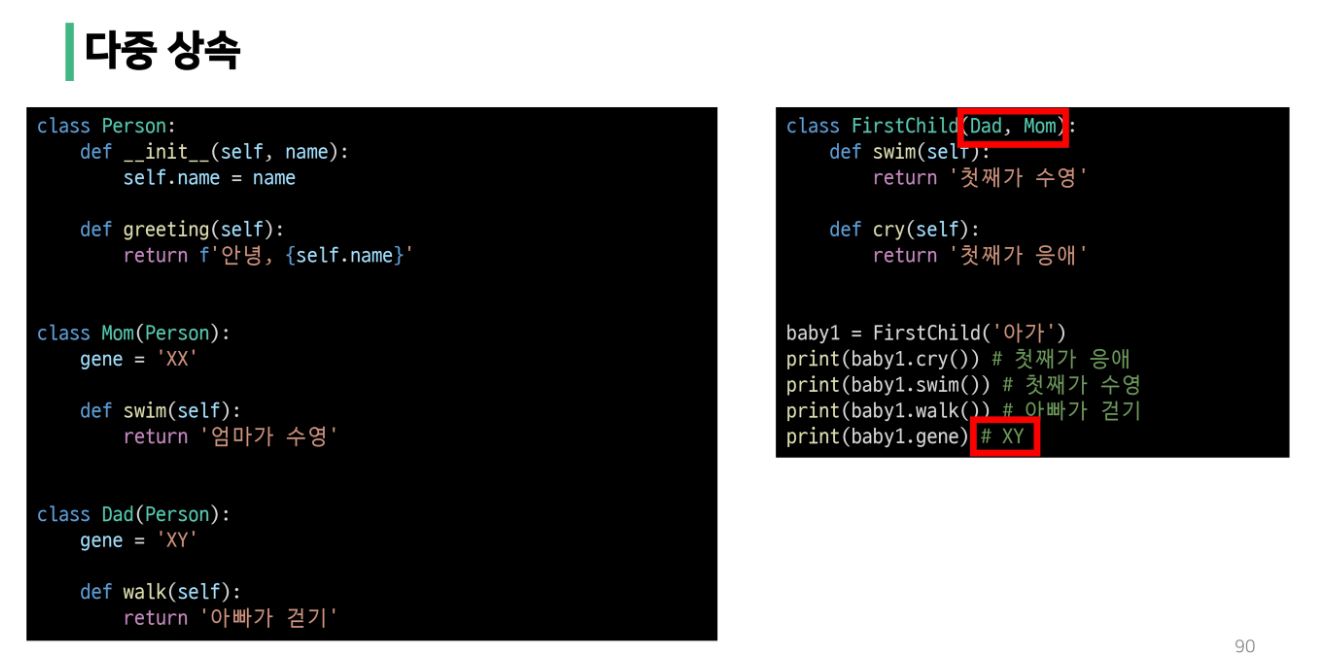 다중 상속
class Person:
    def __init__(self, name):
        self.name = name

    def greeting(self):
        return f'안녕, {self.name}'


class Mom(Person):
    gene = 'XX'

    def swim(self):
        return '엄마가 수영'


class Dad(Person):
    gene = 'XY'

    def walk(self):
        return '아빠가 걷기'
class FirstChild(Dad, Mom):
    def swim(self):
        return '첫째가 수영'

    def cry(self):
        return '첫째가 응애'


baby1 = FirstChild('아가')
print(baby1.cry()) # 첫째가 응애
print(baby1.swim()) # 첫째가 수영
print(baby1.walk()) # 아빠가 걷기
print(baby1.gene) # XY
90